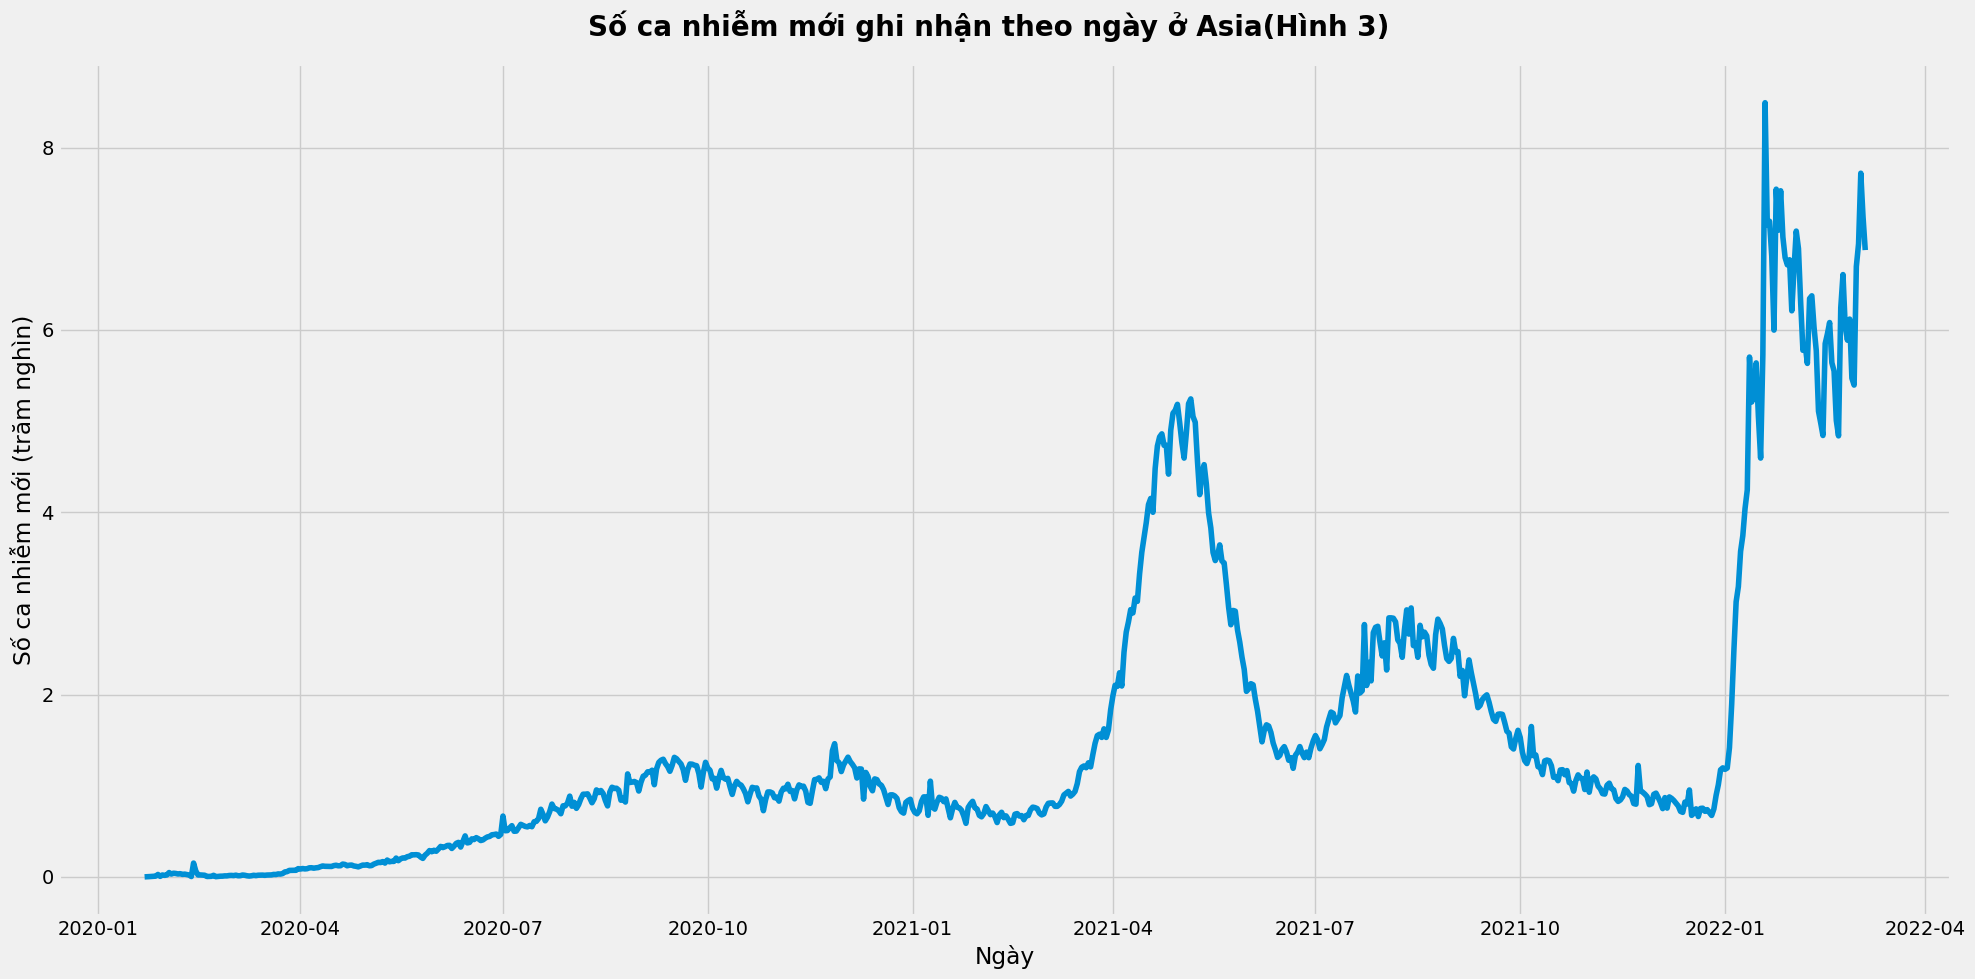 Số ca nhiễm mới ghi nhận theo ngày ở Asia(Hình 3)
Số ca nhiễm mới (trăm nghìn)
8
6
4
2
0
2020-01 2020-04 2020-07 2020-10 2021-01 2021-04 2021-07 2021-10 2022-01 2022-04
Ngày